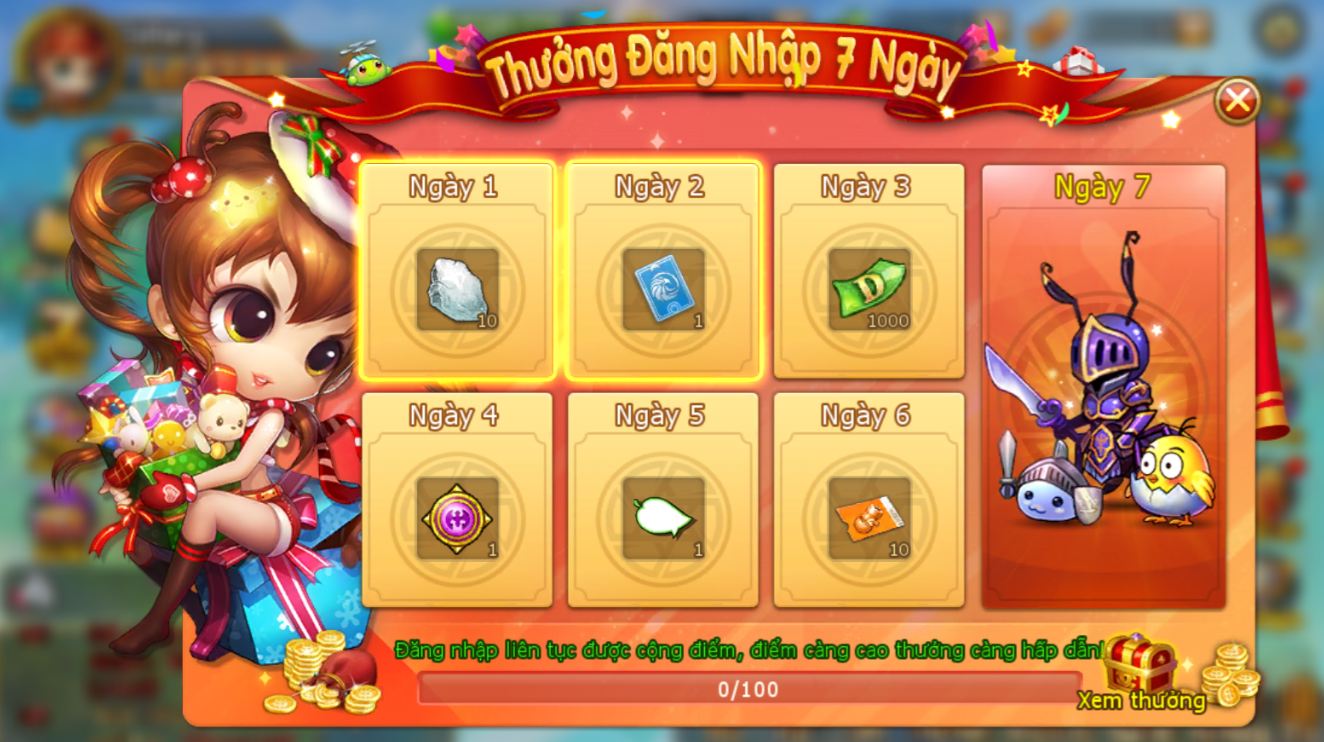 Thưởng Đăng Nhập 7 Ngày
Ngày 1
10
Ngày 2
1
Ngày 3
D
1000
Ngày 7
Ngày 4
1
Ngày 5
1
Ngày 6
10
Đăng nhập liên tục được cộng điểm, điểm càng cao thưởng càng hấp dẫn!
0/100
Xem thưởng